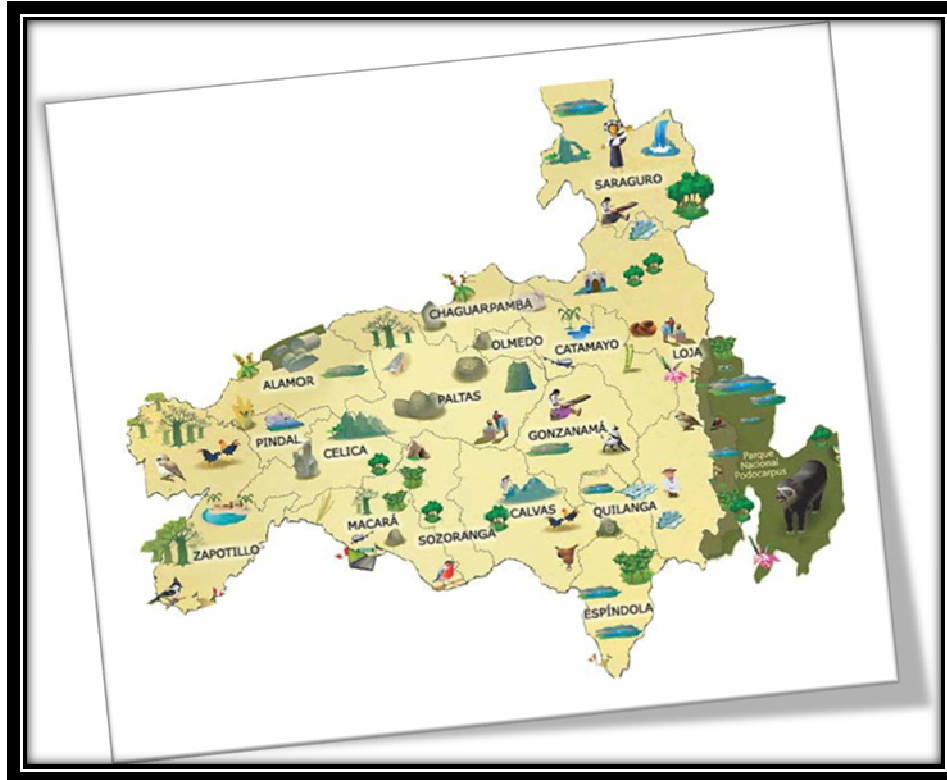 SARAGURO
CHAGUARPAMBA
OLMEDO
CATAMAYO
LOJA
ALAMOR
PALTAS
PINDAL
CELICA
GONZANAMÁ
Parque
Nacional
Podocarpus
MACARÁ
SOZORANGA
CALVAS
QUILANGA
ZAPOTILLO
ESPÍNDOLA